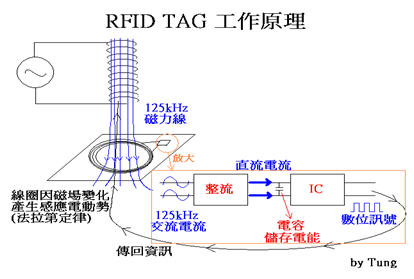 RFID TAG 工作原理
125kHz
磁力線
放大
直流電流
整流
IC
線圈因磁場變化
產生感應電動勢
(法拉第定律)
125kHz
交流電流
電容
儲存電能
數位訊號
傳回資訊
by Tung